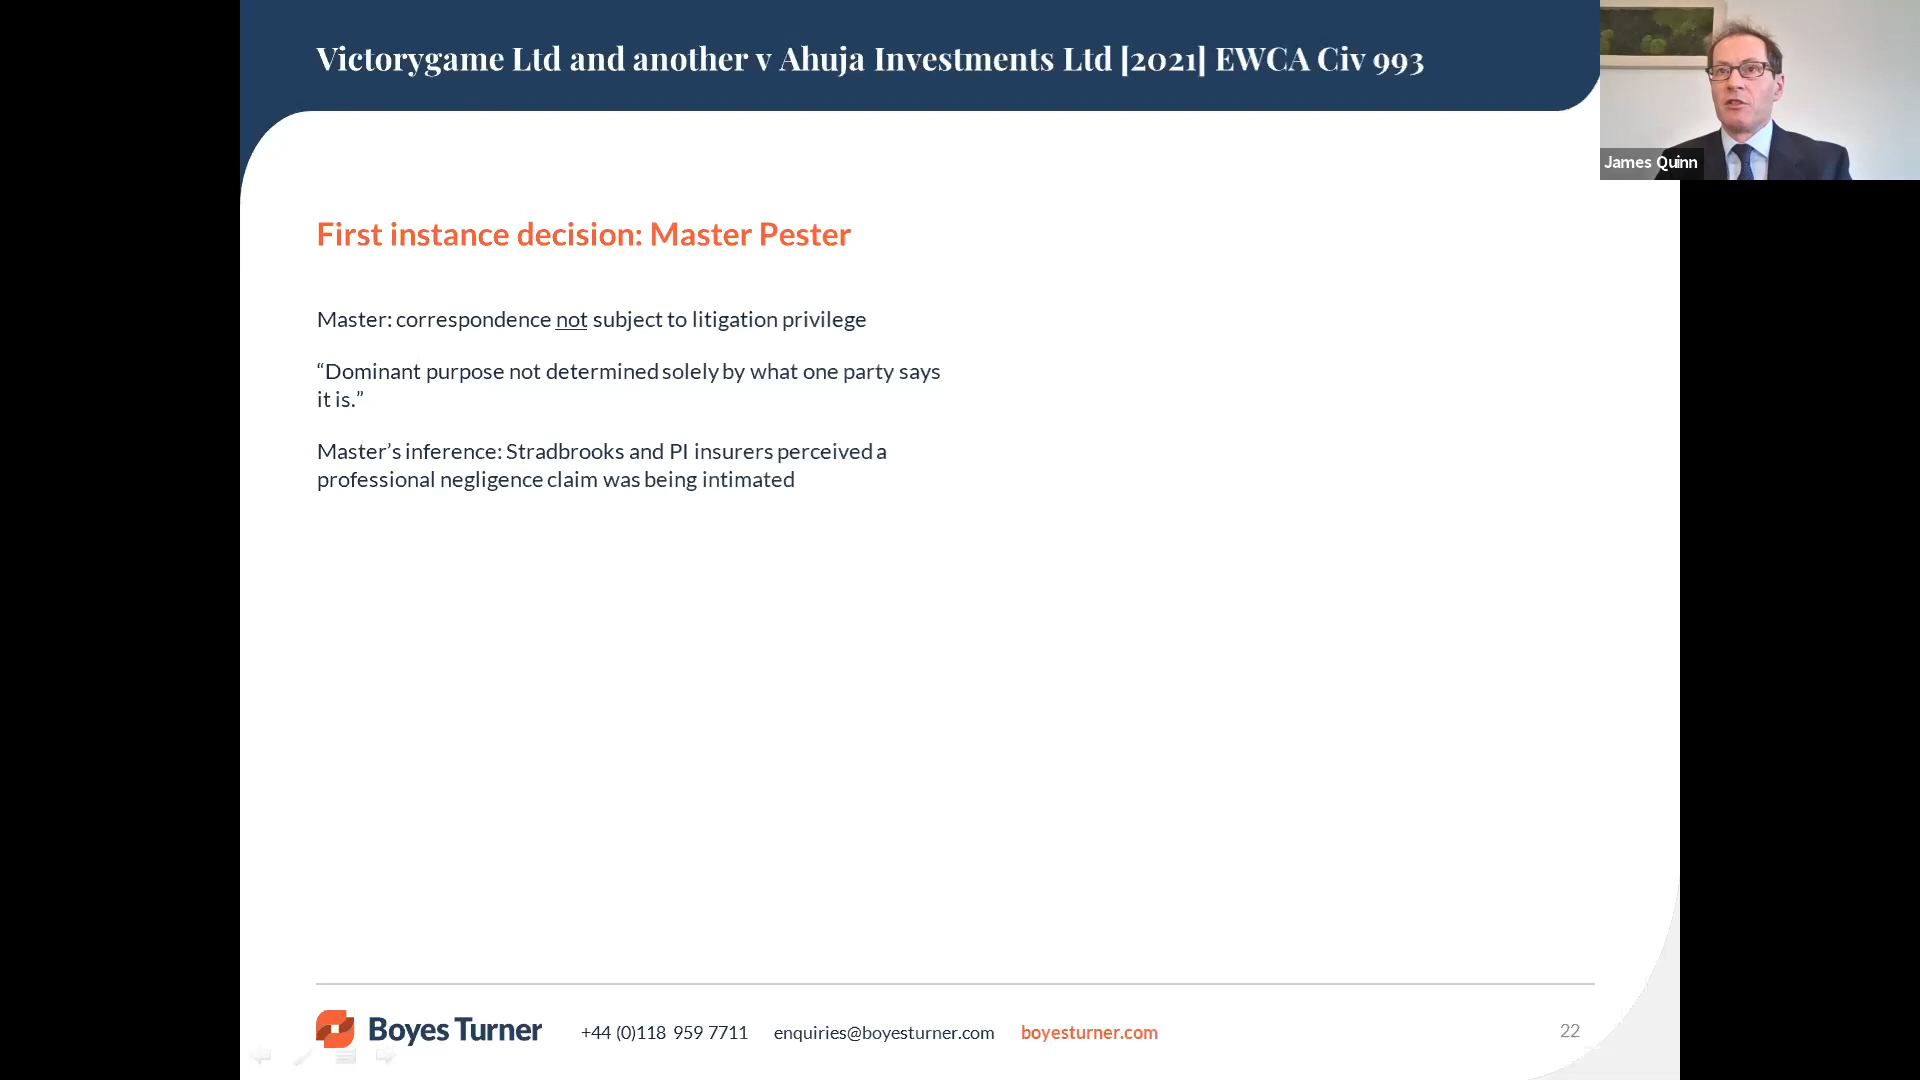 Victorygame Ltd and another v Ahuja Investments Ltd [2021] EWCA Civ 993
James Quinn
First instance decision: Master Pester
Master: correspondence not subject to litigation privilege
“Dominant purpose not determined solely by what one party says
it is.”
Master’s inference: Stradbrooks and PI insurers perceived a
professional negligence claim was being intimated
Boyes Turner +44 (0)118 959 7711 enquiries@boyesturner.com boyesturner.com 22